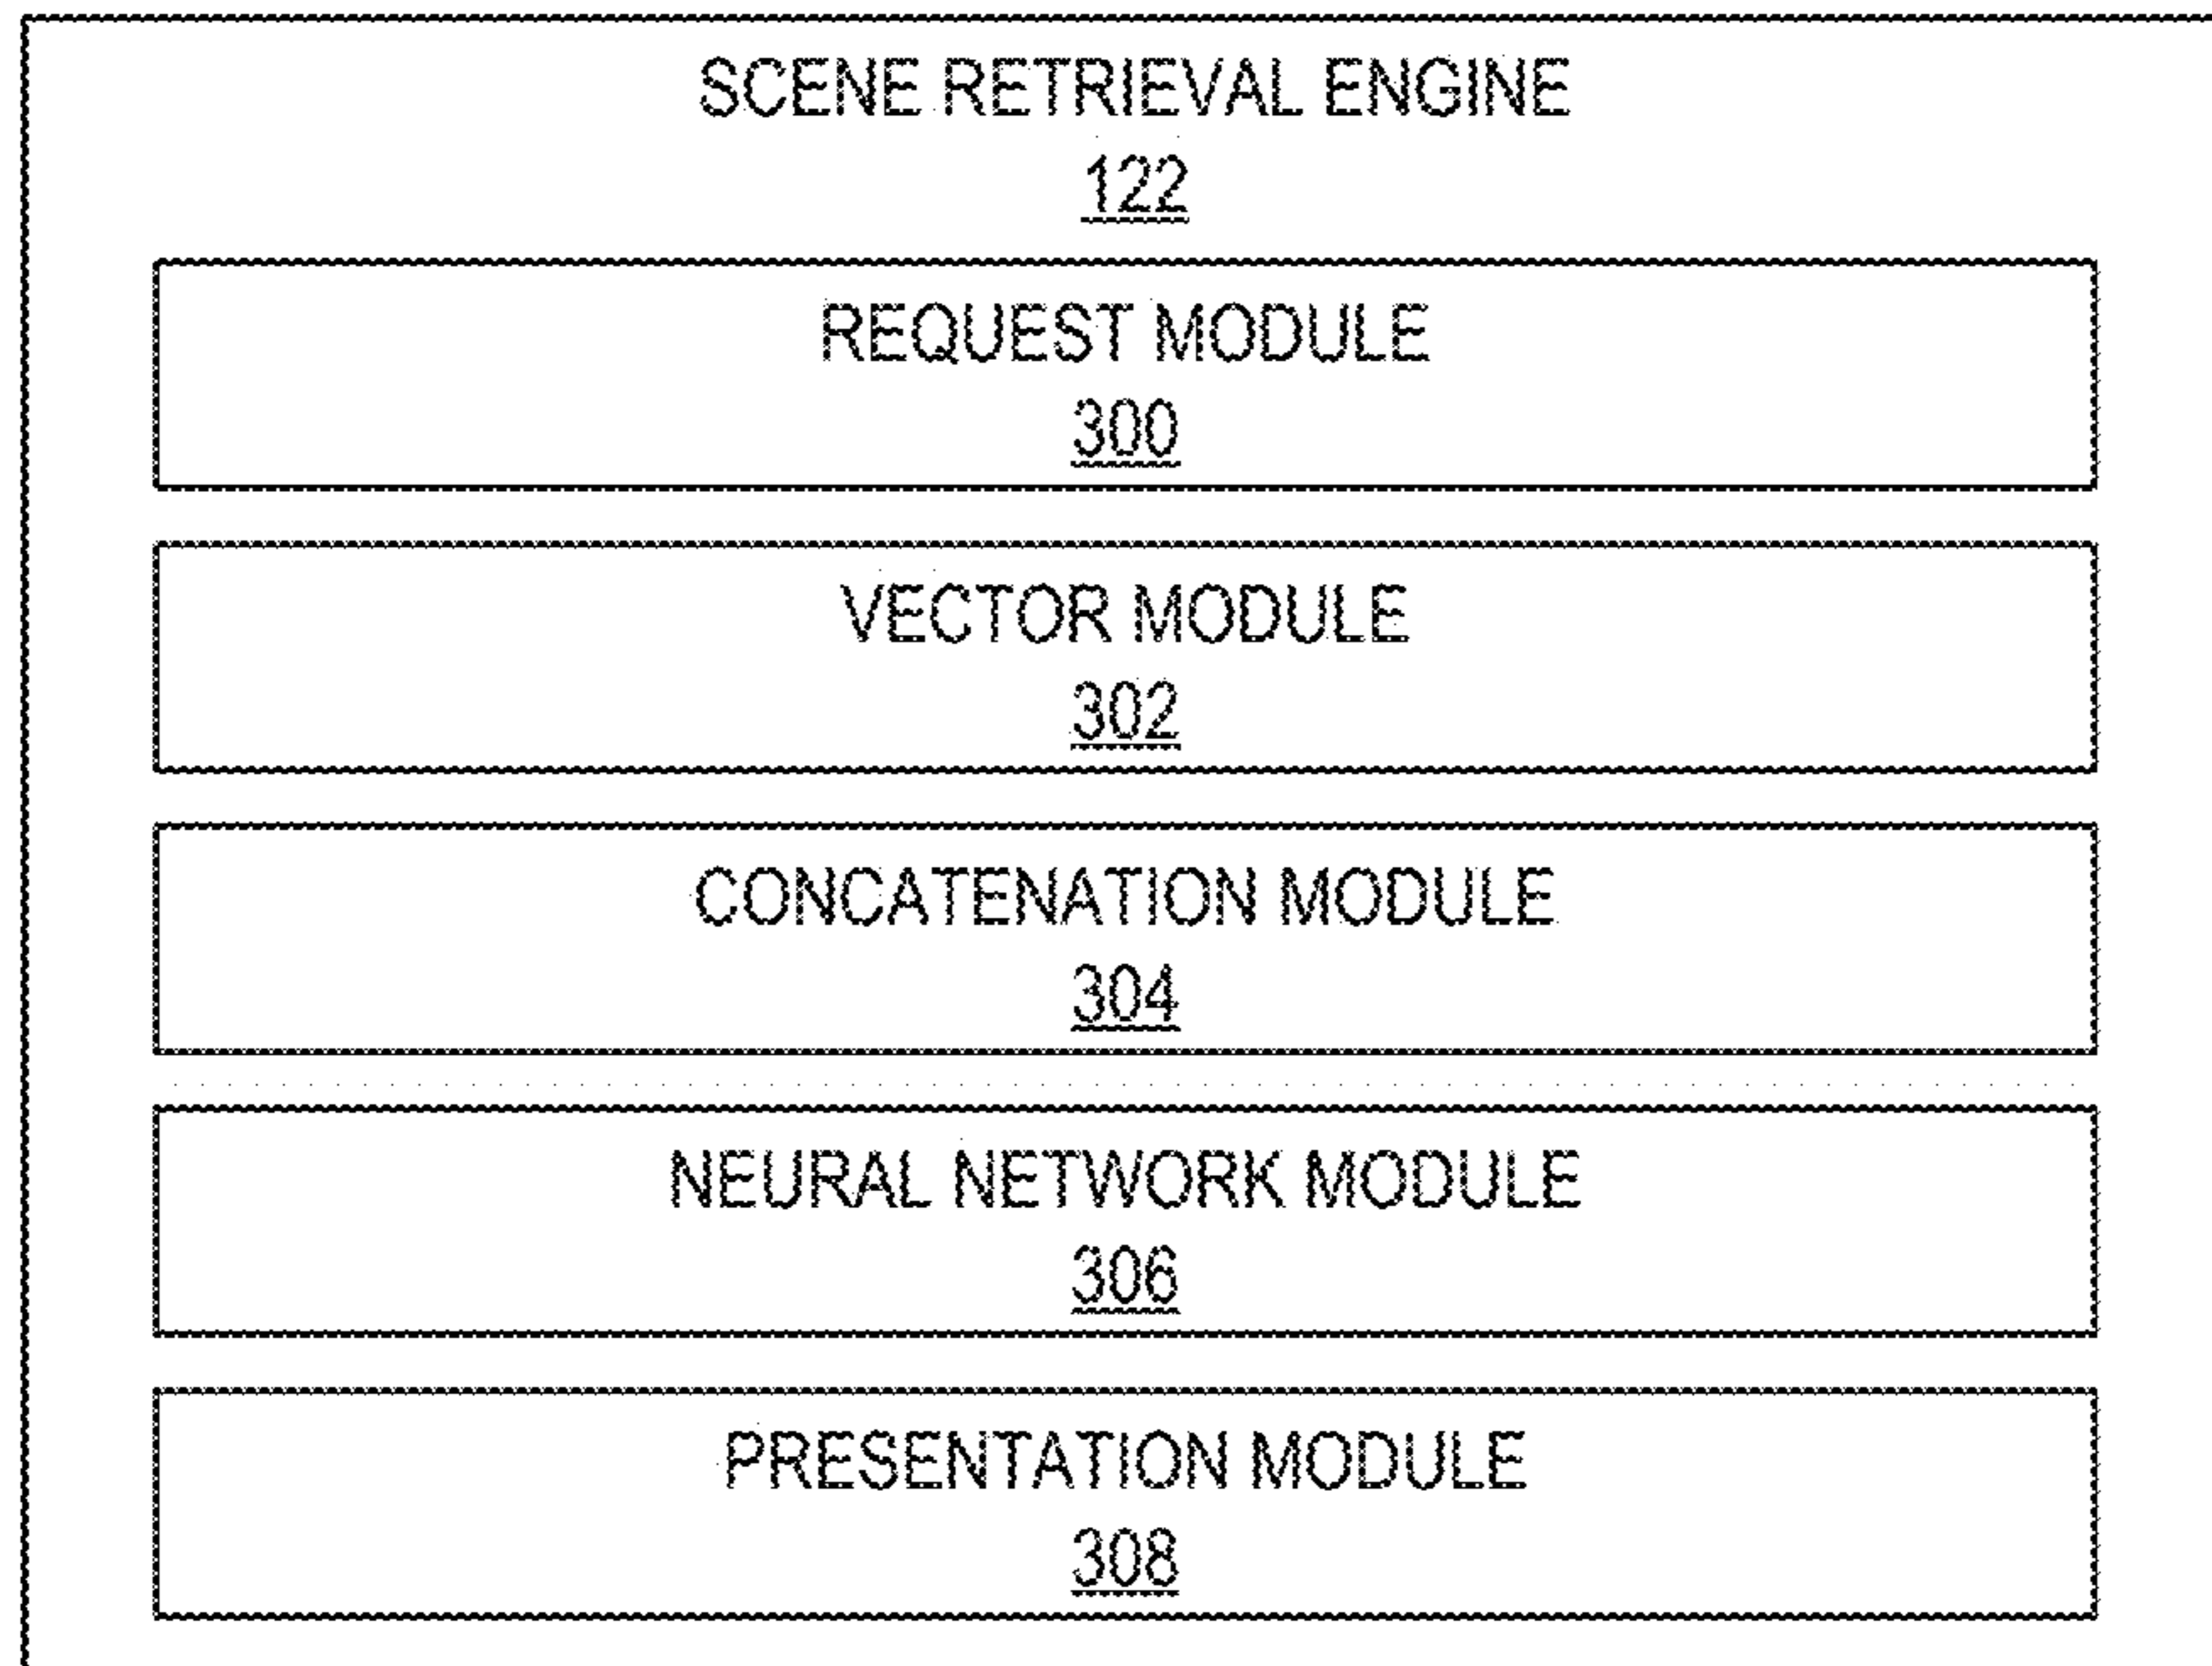 SCENE RETRIEVAL ENGINE
122
REQUEST MODULE
300
VECTOR MODULE
302
CONCATENATION MODULE
304
NEURAL NETWORK MODULE
306
PRESENTATION MODULE
308